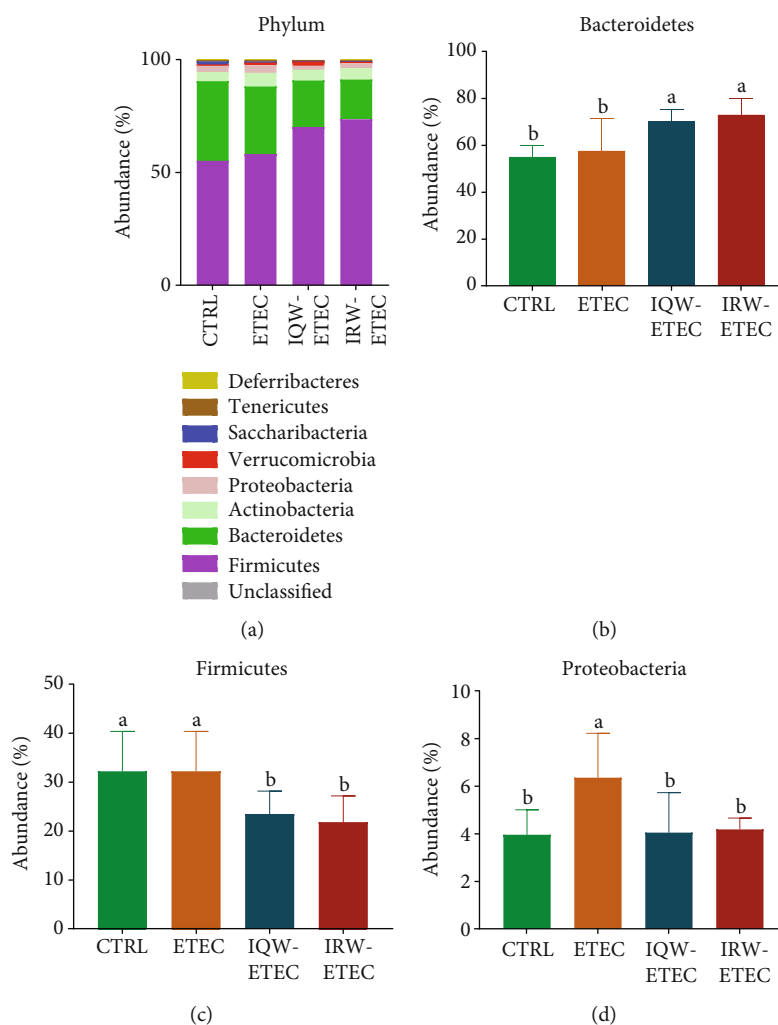 Phylum
Abundance (%)
100
50
0
CTRL
ETEC
IQW-
ETEC
IRW-
ETEC
Deferribacteres
Tenericutes
Saccharibacteria
Verrucomicrobia
Proteobacteria
Actinobacteria
Bacteroidetes
Firmicutes
Unclassified
(a)
Bacteroidetes
Abundance (%)
100
80
60
40
20
0
b
b
a
a
CTRL
ETEC
IQW-
ETEC
IRW-
ETEC
(b)
Firmicutes
Abundance (%)
50
40
30
20
10
0
a
a
b
b
CTRL
ETEC
IQW-
ETEC
IRW-
ETEC
(c)
Proteobacteria
Abundance (%)
10
8
6
4
2
0
b
a
b
b
CTRL
ETEC
IQW-
ETEC
IRW-
ETEC
(d)